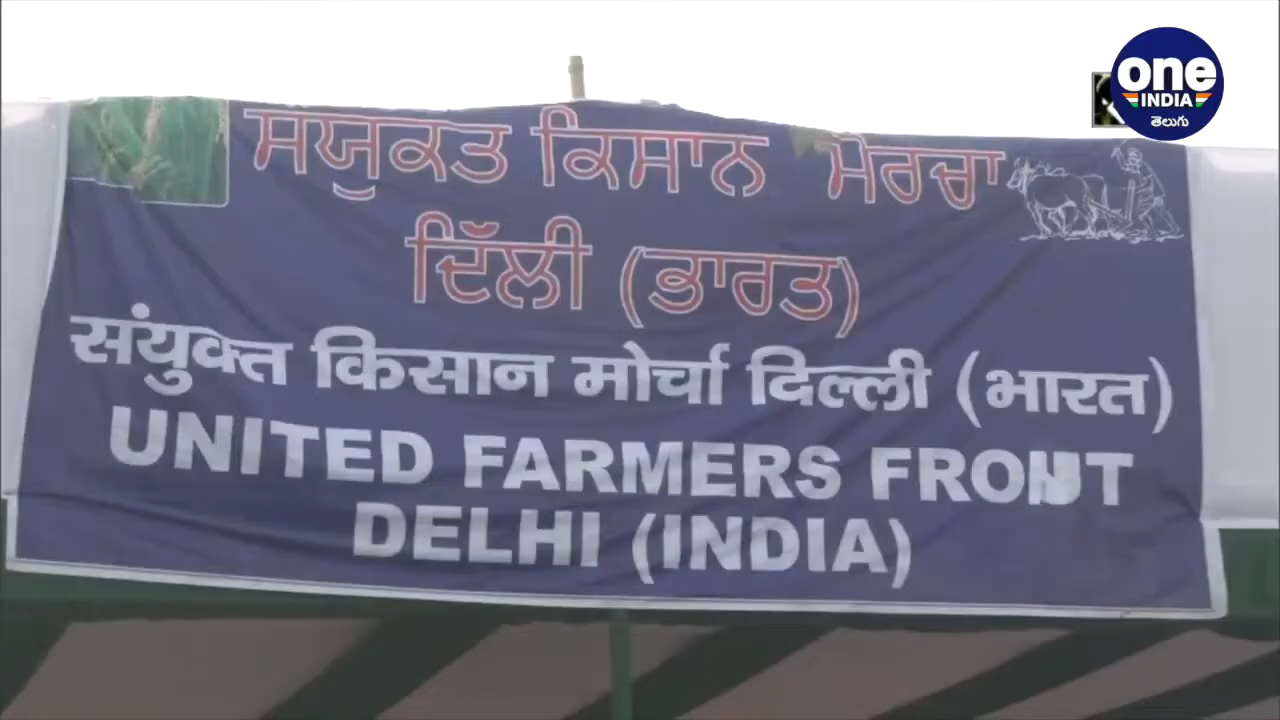 one
INDIA
తెలుగు
ਸਯੁਕਤ ਕਿਸਾਨ ਮੋਰਚਾ
ਦਿੱਲੀ (ਭਾਰਤ)
संयुक्त किसान मोर्चा दिल्ली (भारत)
UNITED FARMERS FRONT
DELHI (INDIA)